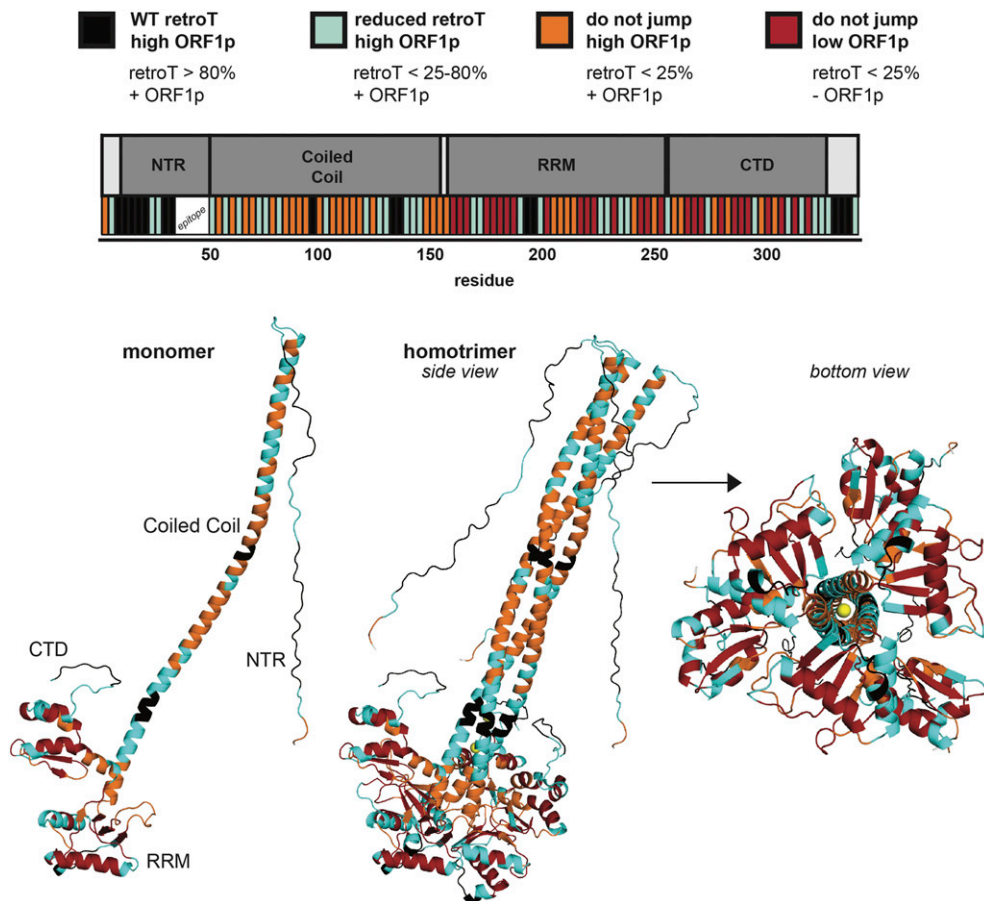 WT retroT
high ORF1p
retroT > 80%
+ ORF1p
reduced retroT
high ORF1p
retroT < 25-80%
+ ORF1p
do not jump
high ORF1p
retroT < 25%
+ ORF1p
do not jump
low ORF1p
retroT < 25%
- ORF1p
NTR
Coiled
Coil
RRM
CTD
epitope
50
100
150
200
250
300
residue
monomer
homotrimer
side view
bottom view
Coiled Coil
NTR
CTD
RRM